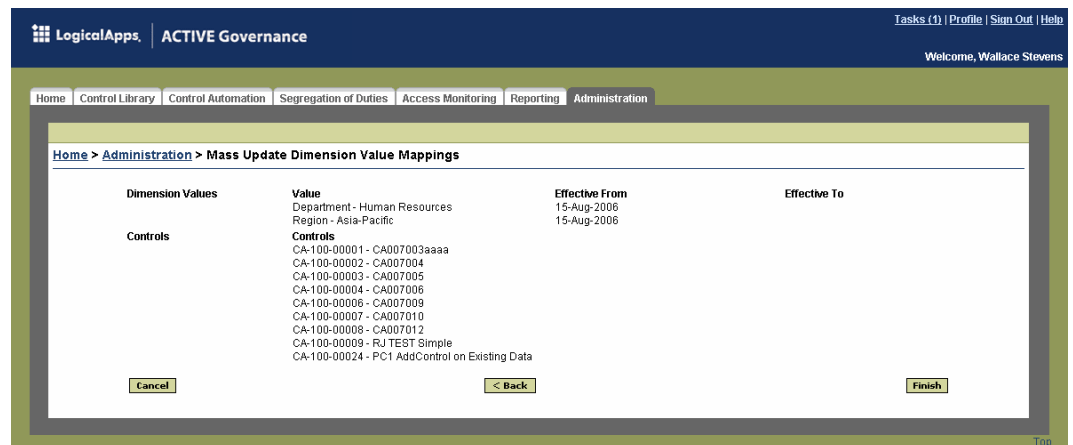 Tasks (1) | Profile | Sign Out | Help
LogicalApps, ACTIVE Governance
Welcome, Wallace Stevens
Home Control Library Control Automation Segregation of Duties Access Monitoring Reporting Administration
Home > Administration > Mass Update Dimension Value Mappings
Dimension Values Value Effective From Effective To
Department - Human Resources 15-Aug-2006
Region - Asia-Pacific 15-Aug-2006
Controls Controls
CA-100-00001 - CA007003aaaa
CA-100-00002 - CA007004
CA-100-00003 - CA007005
CA-100-00004 - CA007006
CA-100-00006 - CA007009
CA-100-00007 - CA007010
CA-100-00008 - CA007012
CA-100-00009 - RJ TEST Simple
CA-100-00024 - PC1 AddControl on Existing Data
Cancel < Back Finish
Top